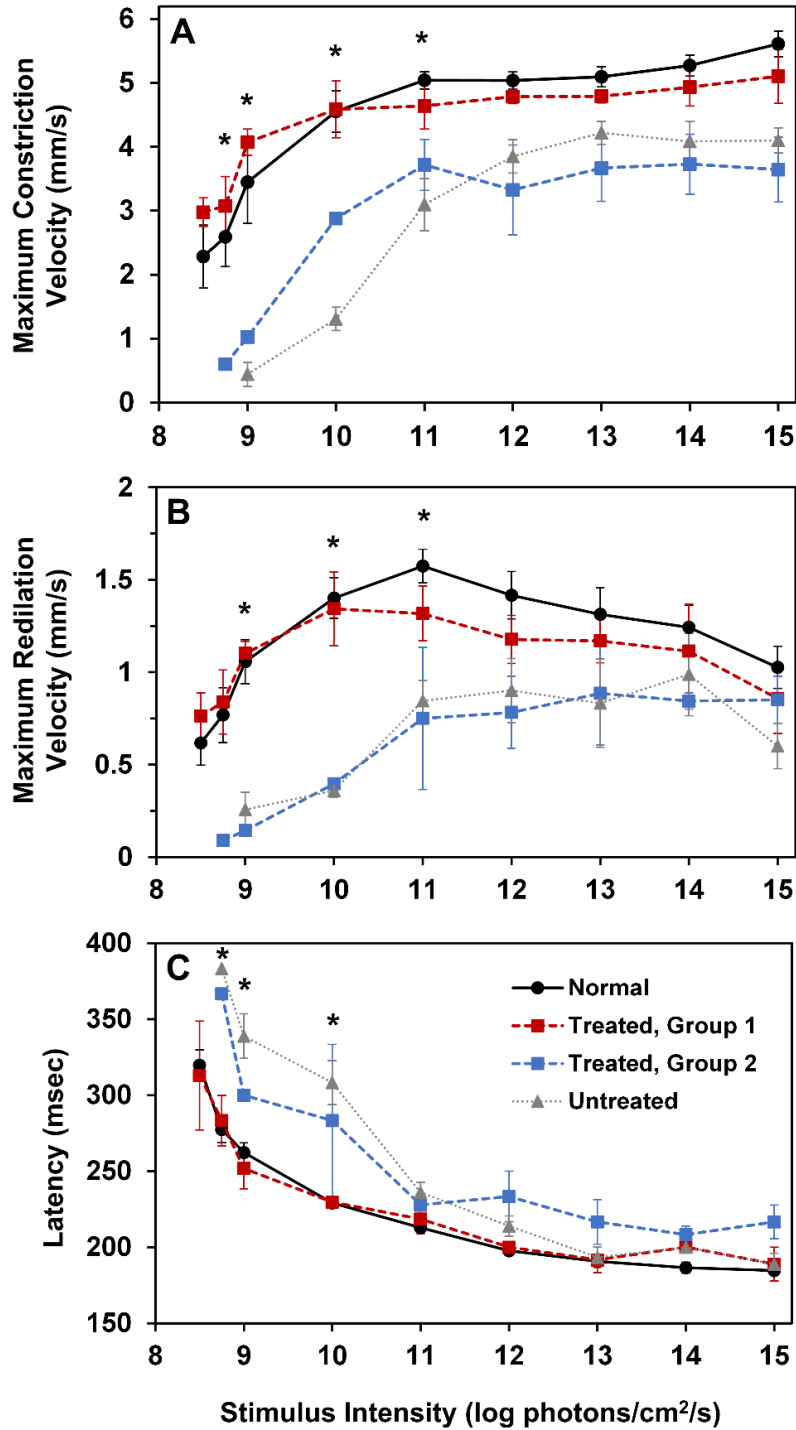 A
* * * *
Maximum Constriction
Velocity (mm/s)
6
5
4
3
2
1
0
8 9 10 11 12 13 14 15
B
* * *
Maximum Redilation
Velocity (mm/s)
2
1.5
1
0.5
0
8 9 10 11 12 13 14 15
C
* * *
Latency (msec)
400
350
300
250
200
150
Normal
Treated, Group 1
Treated, Group 2
Untreated
8 9 10 11 12 13 14 15
Stimulus Intensity (log photons/cm²/s)